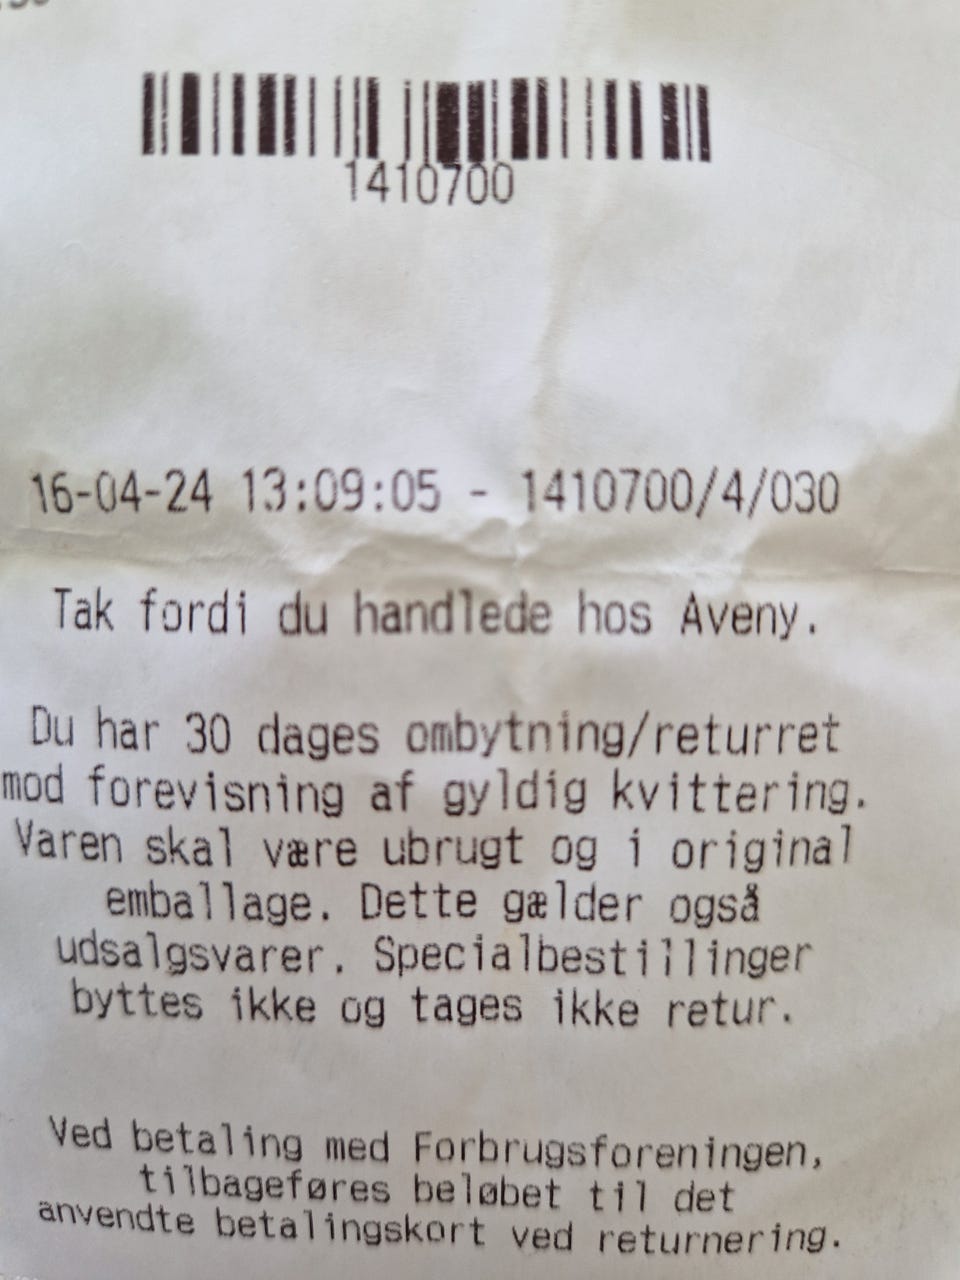 1410700
16-04-24 13:09:05 - 1410700/4/030
Tak fordi du handlede hos Aveny.
Du har 30 dages ombytning/returret
mod forevisning af gyldig kvittering.
Varen skal være ubrugt og i original
emballage. Dette gælder også
udsalgsvarer. Specialbestillinger
byttes ikke og tages ikke retur.
Ved betaling med Forbrugsforeningen,
tilbageføres beløbet til det
anvendte betalingskort ved returnering.